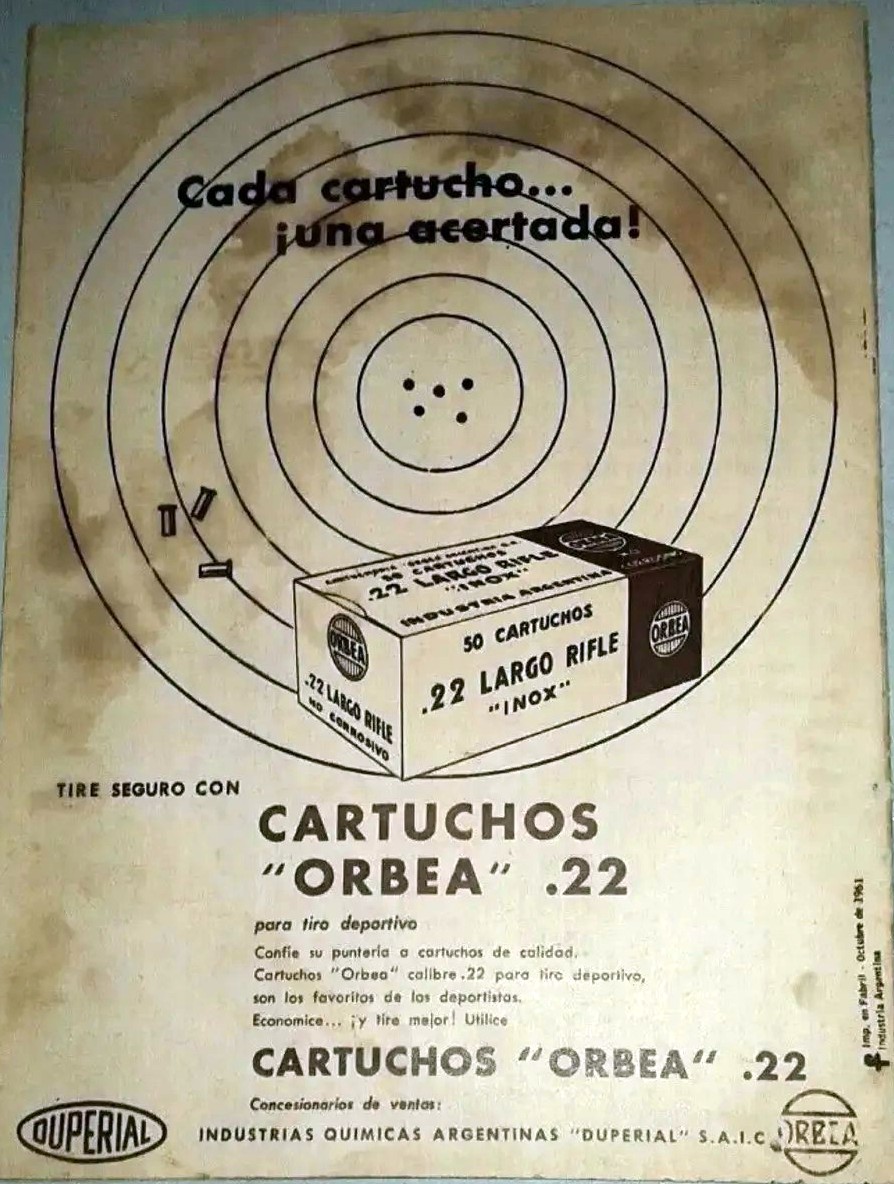 Cada cartucho...
¡una acertada!
50 CARTUCHOS
.22 LARGO RIFLE
"INOX"
INDUSTRIA ARGENTINA
ORBEA
.22 LARGO RIFLE
NO CORROSIVO
50 CARTUCHOS
.22 LARGO RIFLE
"INOX"
ORBEA
TIRE SEGURO CON
CARTUCHOS
"ORBEA" .22
para tiro deportivo
Confie su puntería a cartuchos de calidad.
Cartuchos "Orbea" calibre .22 para tiro deportivo,
son los favoritos de los deportistas.
Economice... ¡y tire mejor! Utilice
CARTUCHOS "ORBEA" .22
Concesionarios de ventas:
DUPERIAL
INDUSTRIAS QUIMICAS ARGENTINAS "DUPERIAL" S.A.I.C.
ORBEA
Imp. en Fabril - Octubre de 1961
Industria Argentina